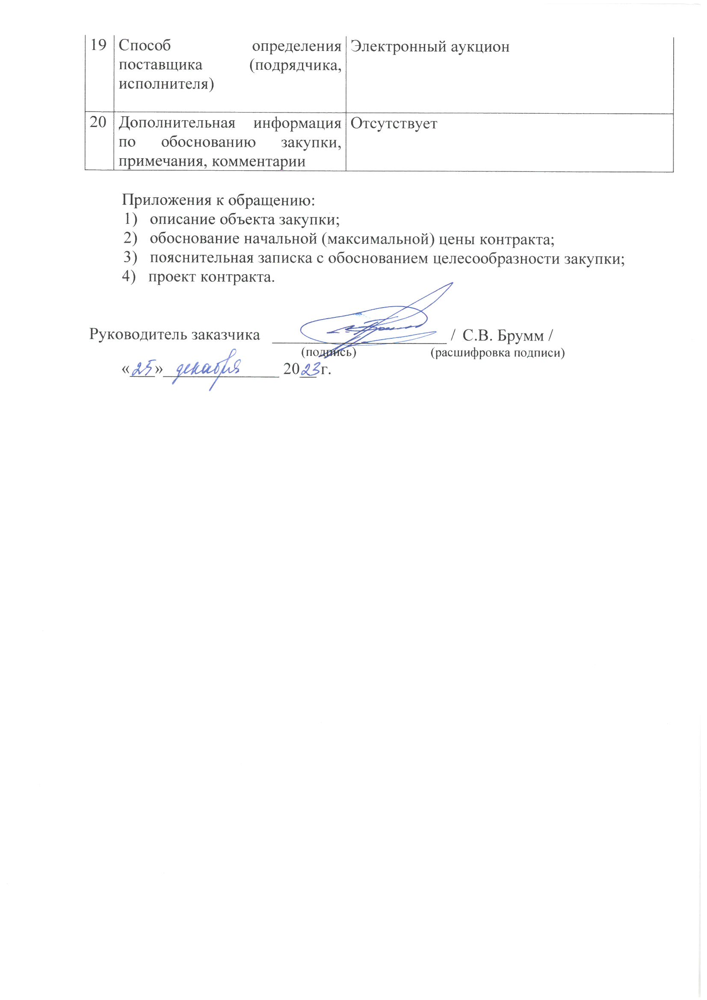 19 Способ определения Электронный аукцион
поставщика (подрядчика,
исполнителя)
20 Дополнительная информация Отсутствует
по обоснованию закупки,
примечания, комментарии
Приложения к обращению:
1) описание объекта закупки;
2) обоснование начальной (максимальной) цены контракта;
3) пояснительная записка с обоснованием целесообразности закупки;
4) проект контракта.
Руководитель заказчика / С.В. Брумм /
(подпись) (расшифровка подписи)
«25» декабря 2023 г.